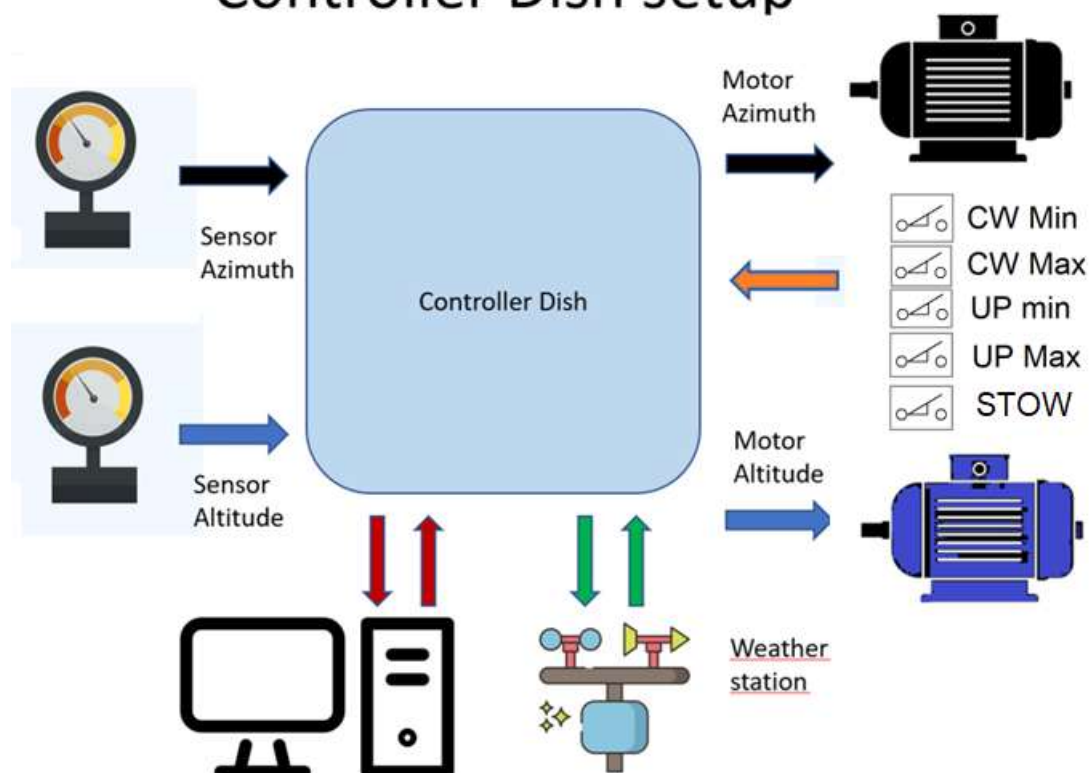 Controller Dish setup
Motor
Azimuth
Sensor
Azimuth
CW Min
CW Max
Controller Dish
UP min
UP Max
STOW
Motor
Altitude
Sensor
Altitude
Weather
station